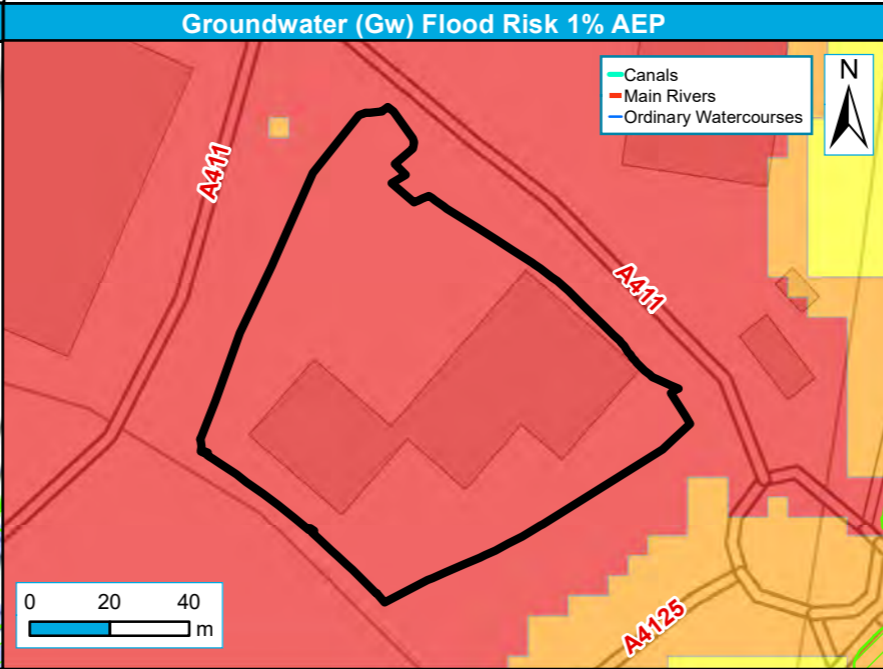 Groundwater (Gw) Flood Risk 1% AEP
Canals
Main Rivers
Ordinary Watercourses
N
A411
A411
A4125
0 20 40
m